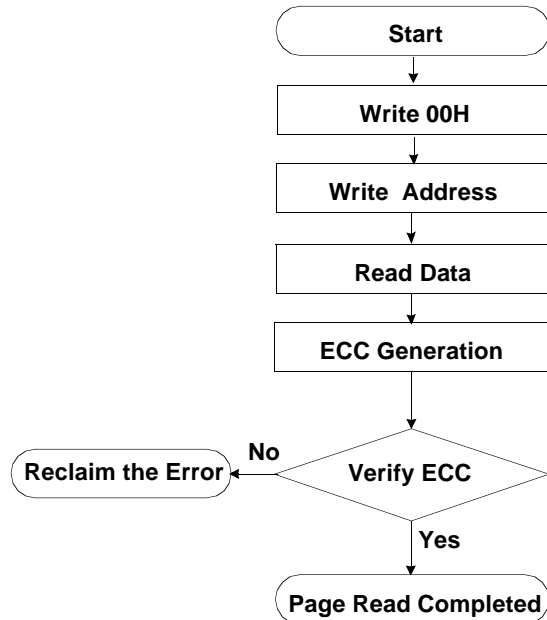 Start
Write 00H
Write Address
Read Data
ECC Generation
No
Reclaim the Error
Verify ECC
Yes
Page Read Completed